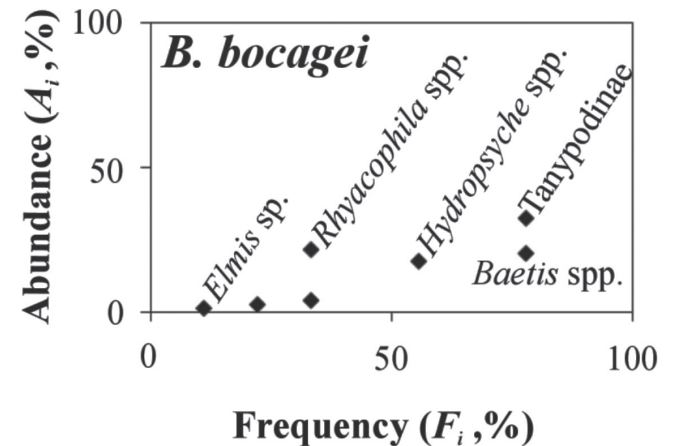 B. bocagei
Abundance (Ai,%)
100
50
0
Elmis sp.
Rhyacophila spp.
Hydropsyche spp.
Tanypodinae
Baetis spp.
0 50 100
Frequency (Fi,%)